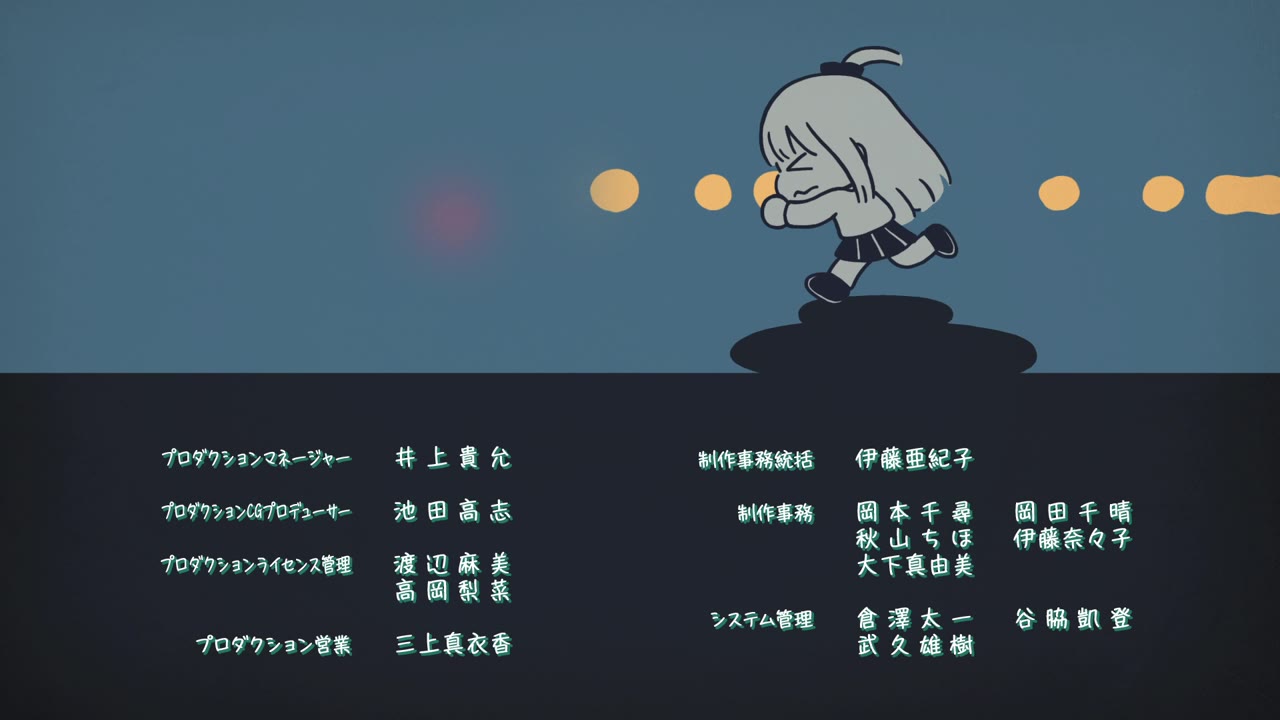 プロダクションマネージャー 井上貴允
プロダクションCGプロデューサー 池田高志
プロダクションライセンス管理 渡辺麻美
高岡梨菜
プロダクション営業 三上真衣香
制作事務統括 伊藤亜紀子
制作事務 岡本千尋 岡田千晴
秋山ちほ 伊藤奈々子
大下真由美
システム管理 倉澤太一 谷脇凱登
武久雄樹